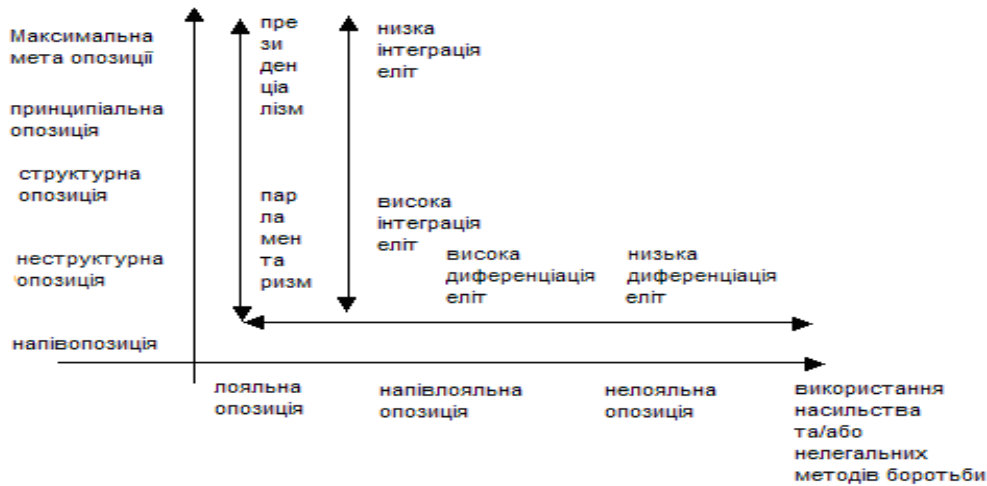 Максимальна
мета опозиції
принципіальна
опозиція
структурна
опозиція
неструктурна
опозиція
напівопозиція
пре
зи
ден
ціа
лізм
пар
ла
мен
та
ризм
низка
інтеграція
еліт
висока
інтеграція
еліт
висока
диференціація
еліт
низька
диференціація
еліт
лояльна
опозиція
напівлояльна
опозиція
нелояльна
опозиція
використання
насильства
та/або
нелегальних
методів боротьби